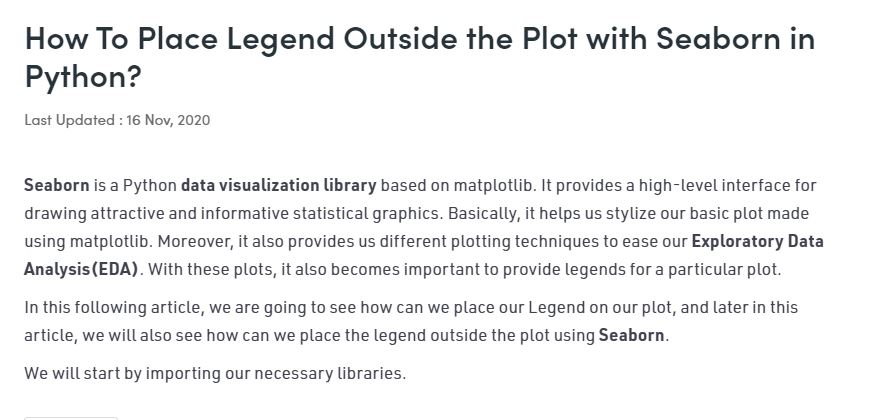 How To Place Legend Outside the Plot with Seaborn in
Python?
Last Updated : 16 Nov, 2020
Seaborn is a Python data visualization library based on matplotlib. It provides a high-level interface for
drawing attractive and informative statistical graphics. Basically, it helps us stylize our basic plot made
using matplotlib. Moreover, it also provides us different plotting techniques to ease our Exploratory Data
Analysis(EDA). With these plots, it also becomes important to provide legends for a particular plot.
In this following article, we are going to see how can we place our Legend on our plot, and later in this
article, we will also see how can we place the legend outside the plot using Seaborn.
We will start by importing our necessary libraries.